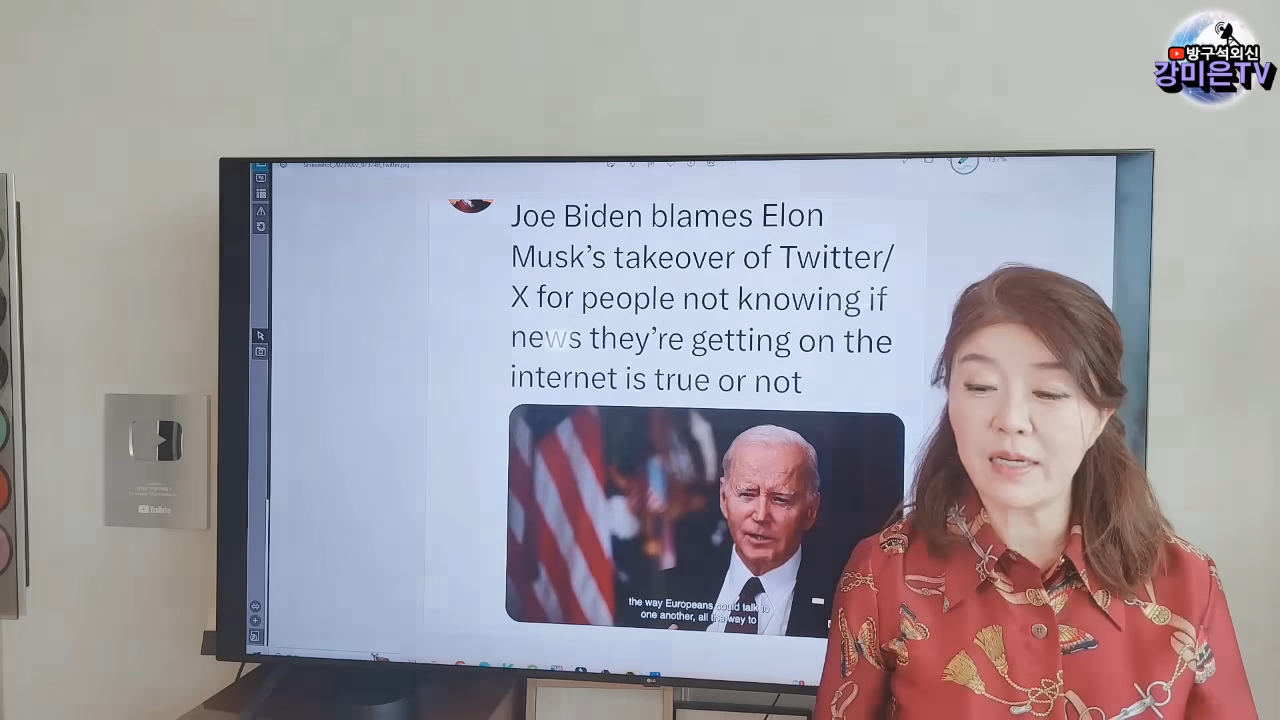 방구석외신
강미은TV
Joe Biden blames Elon
Musk's takeover of Twitter/
X for people not knowing if
news they're getting on the
internet is true or not
the way Europeans could talk to
one another, all the way to
YouTube
LG